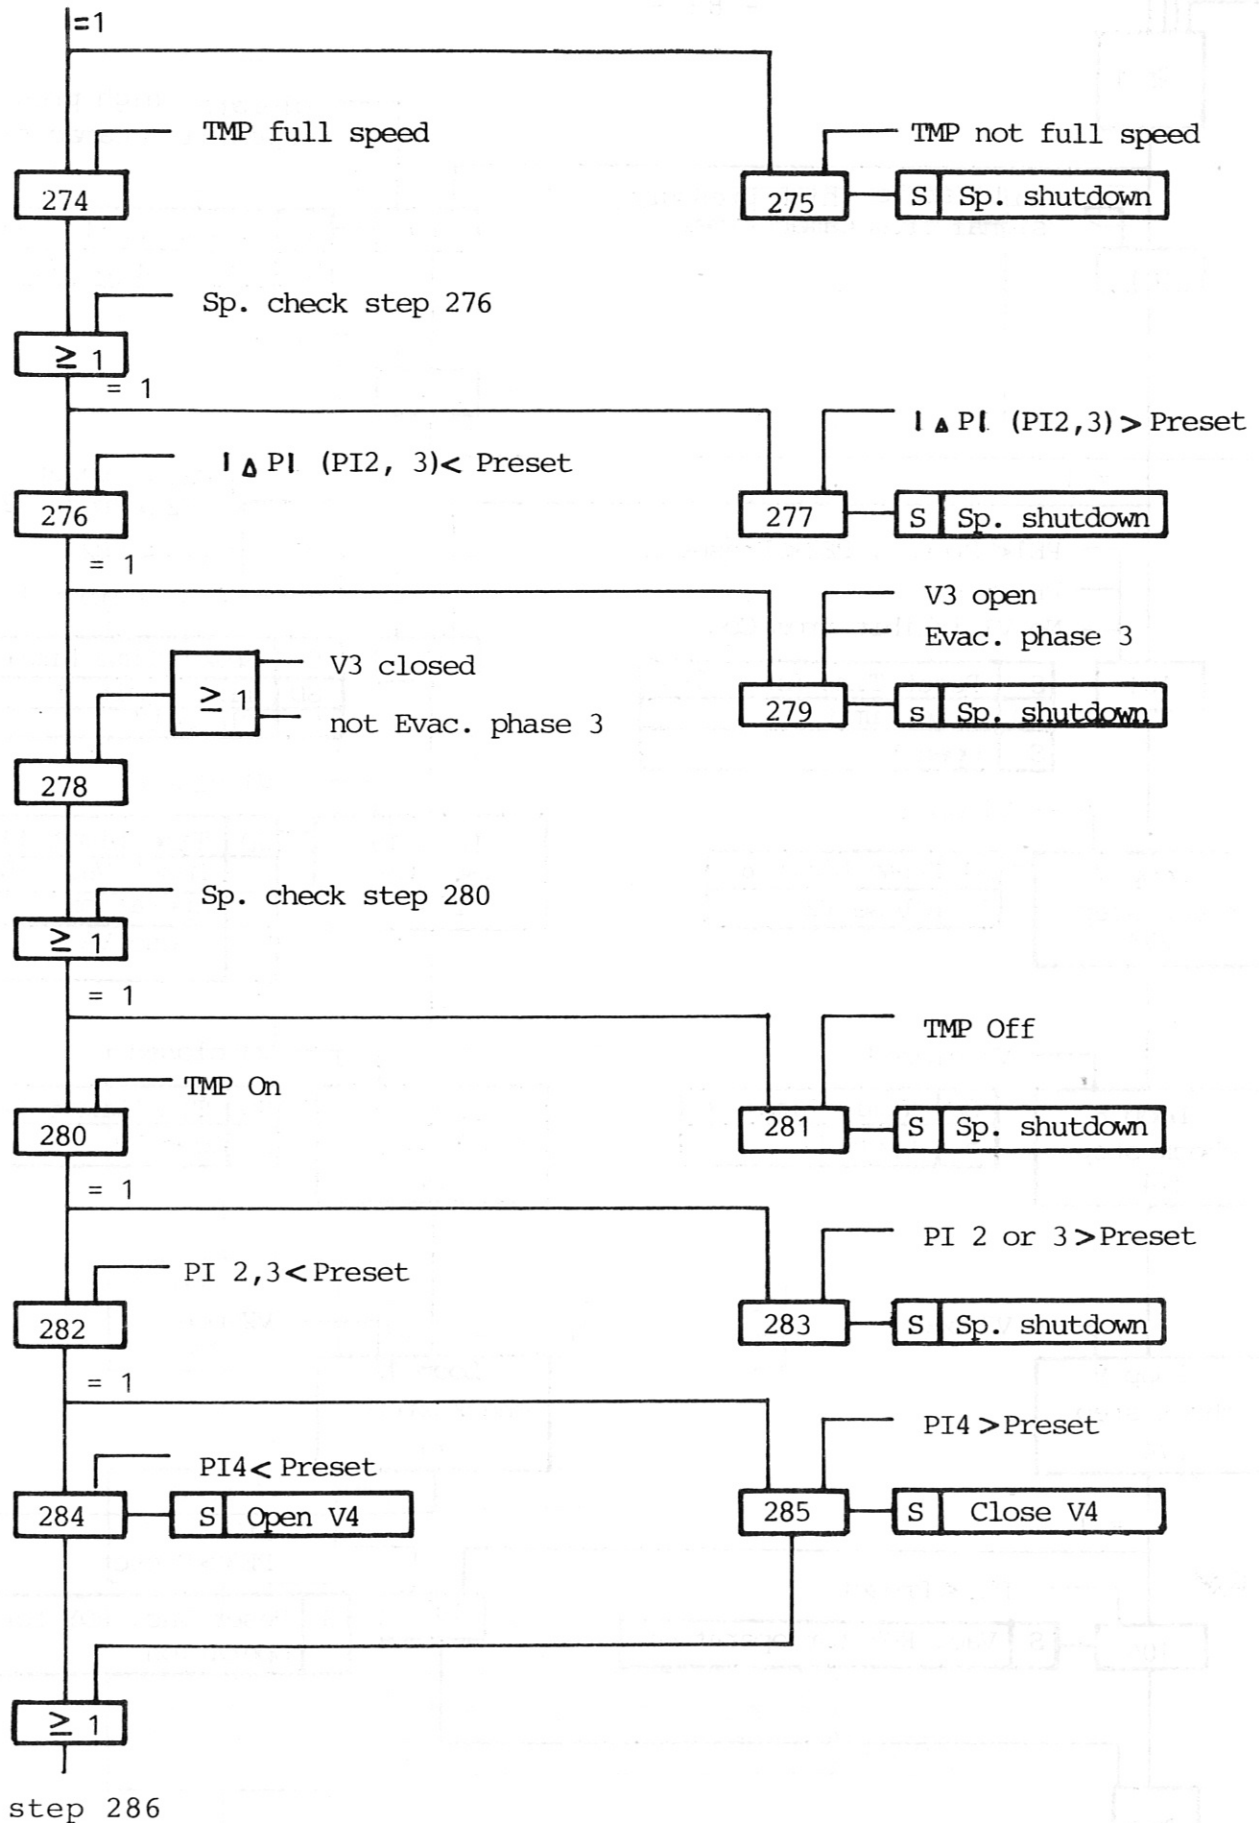 =1
TMP full speed
TMP not full speed
274
275
S Sp. shutdown
Sp. check step 276
≥ 1
= 1
|△P| (PI2,3)>Preset
|△P| (PI2, 3)< Preset
276
277
S Sp. shutdown
= 1
V3 open
Evac. phase 3
V3 closed
≥ 1
not Evac. phase 3
279
s Sp. shutdown
278
Sp. check step 280
≥ 1
= 1
TMP Off
TMP On
280
281
S Sp. shutdown
= 1
PI 2 or 3>Preset
PI 2,3<Preset
282
283
S Sp. shutdown
= 1
PI4>Preset
PI4< Preset
284
S Open V4
285
S Close V4
≥ 1
step 286